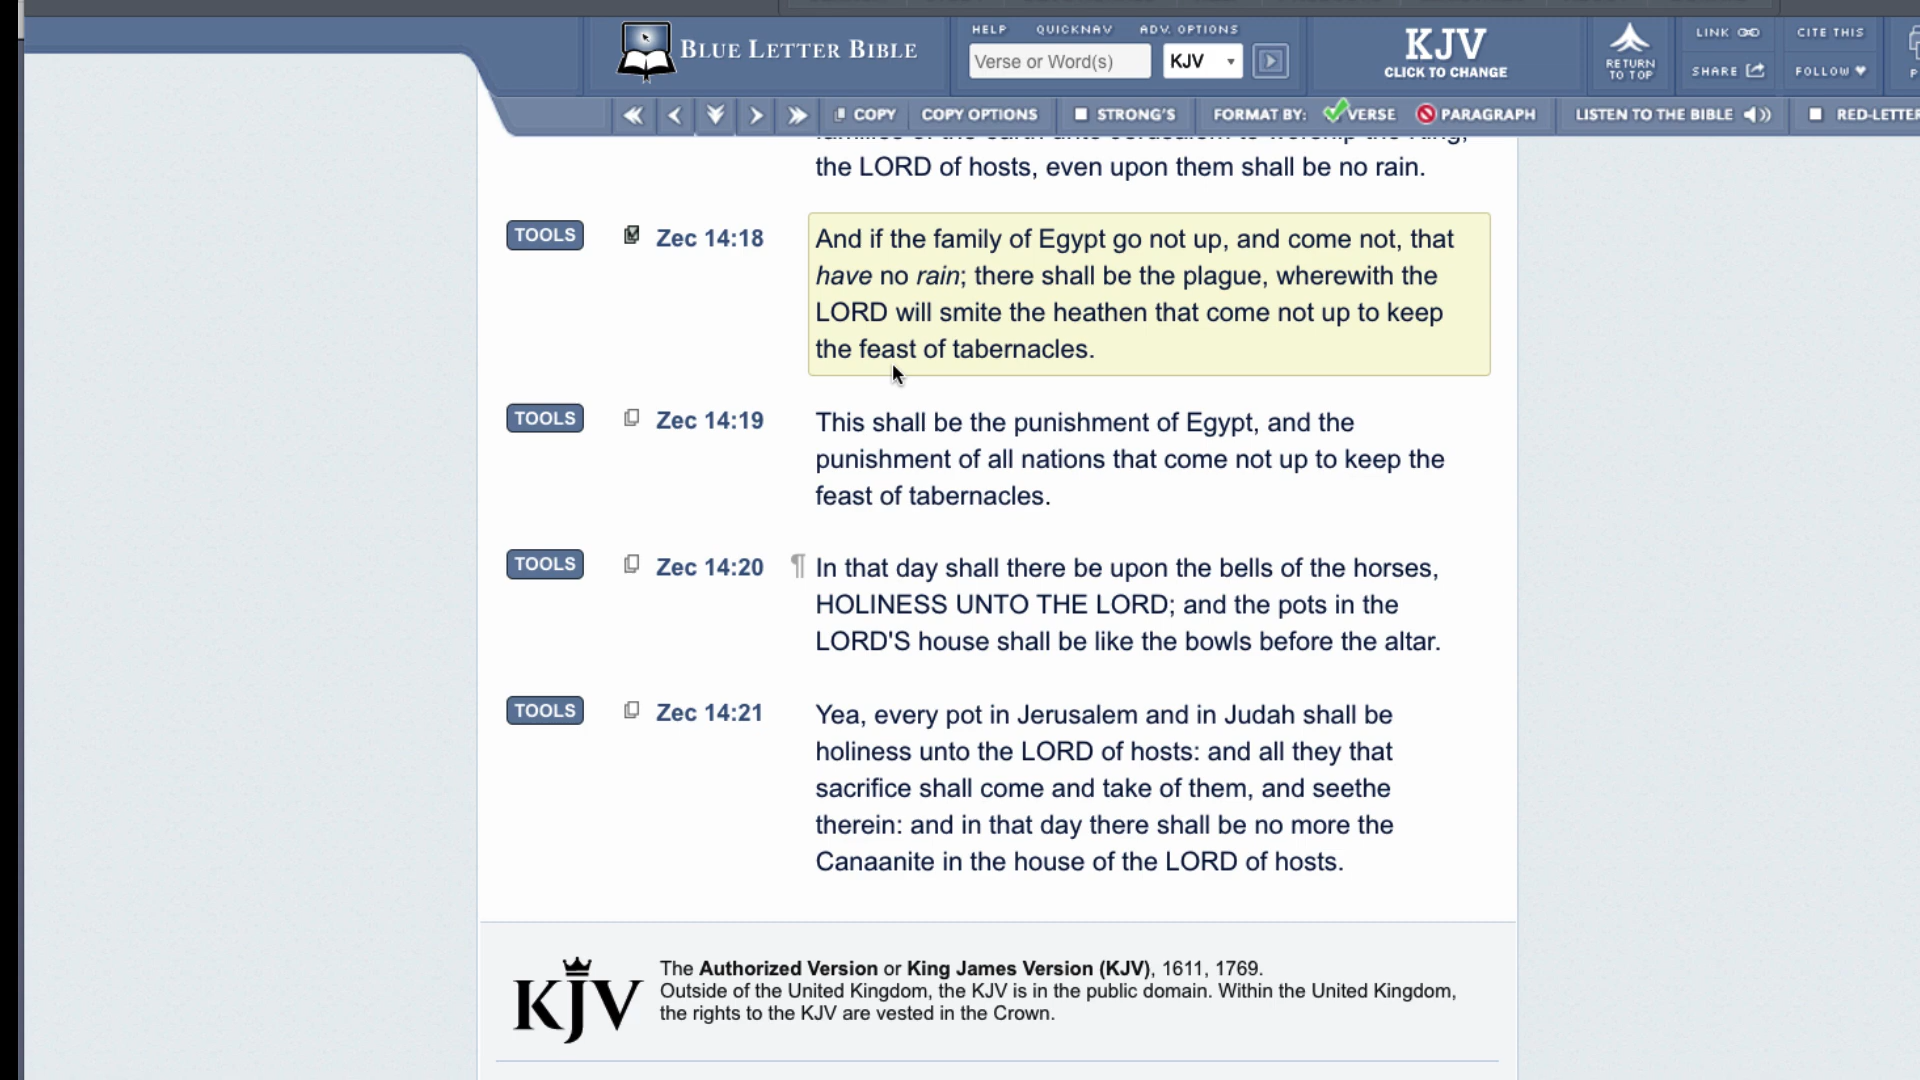 HELP QUICKNAV ADV. OPTIONS
BLUE LETTER BIBLE
Verse or Word(s) KJV
KJV
CLICK TO CHANGE
RETURN
TO TOP
LINK
SHARE
CITE THIS
FOLLOW
COPY COPY OPTIONS STRONG'S FORMAT BY: VERSE PARAGRAPH LISTEN TO THE BIBLE RED-LETTER
families of the earth unto Jerusalem to worship the King,
the LORD of hosts, even upon them shall be no rain.
TOOLS Zec 14:18 And if the family of Egypt go not up, and come not, that
have no rain; there shall be the plague, wherewith the
LORD will smite the heathen that come not up to keep
the feast of tabernacles.
TOOLS Zec 14:19 This shall be the punishment of Egypt, and the
punishment of all nations that come not up to keep the
feast of tabernacles.
TOOLS Zec 14:20 ¶ In that day shall there be upon the bells of the horses,
HOLINESS UNTO THE LORD; and the pots in the
LORD'S house shall be like the bowls before the altar.
TOOLS Zec 14:21 Yea, every pot in Jerusalem and in Judah shall be
holiness unto the LORD of hosts: and all they that
sacrifice shall come and take of them, and seethe
therein: and in that day there shall be no more the
Canaanite in the house of the LORD of hosts.
KJV
The Authorized Version or King James Version (KJV), 1611, 1769.
Outside of the United Kingdom, the KJV is in the public domain. Within the United Kingdom,
the rights to the KJV are vested in the Crown.